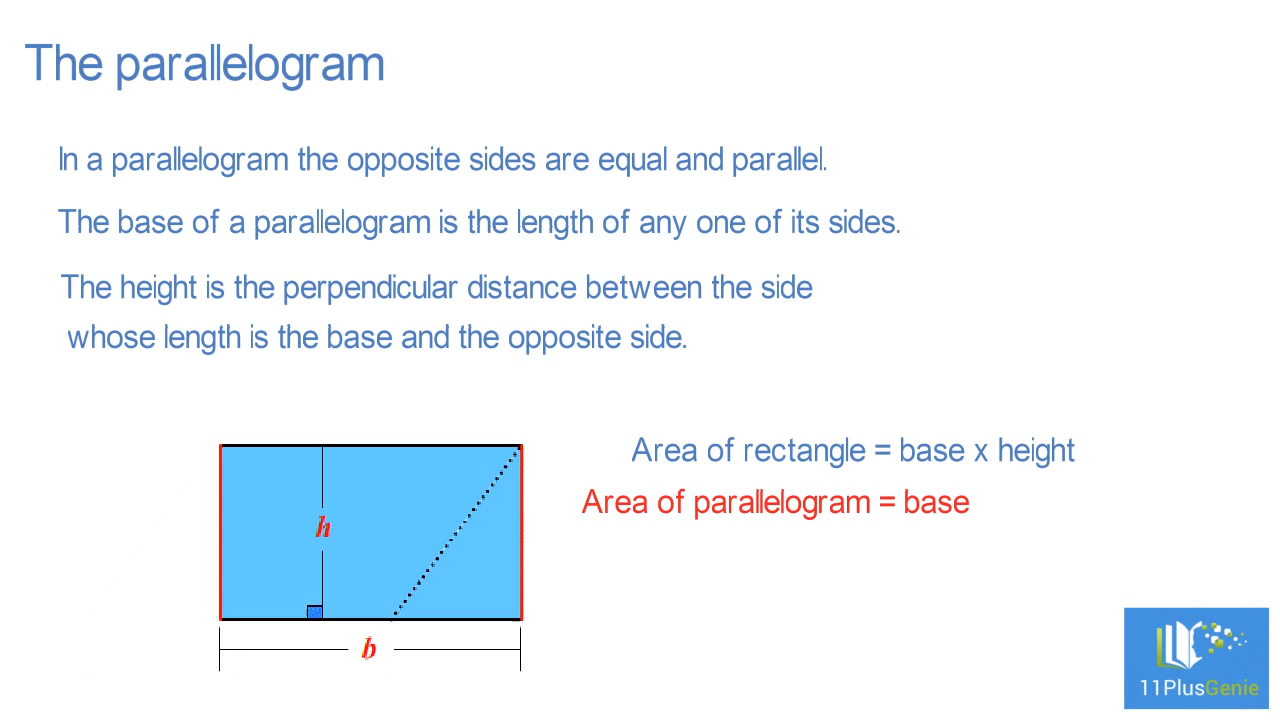 The parallelogram
In a parallelogram the opposite sides are equal and parallel.
The base of a parallelogram is the length of any one of its sides.
The height is the perpendicular distance between the side
whose length is the base and the opposite side.
Area of rectangle = base x height
Area of parallelogram = base
h
b
11PlusGenie